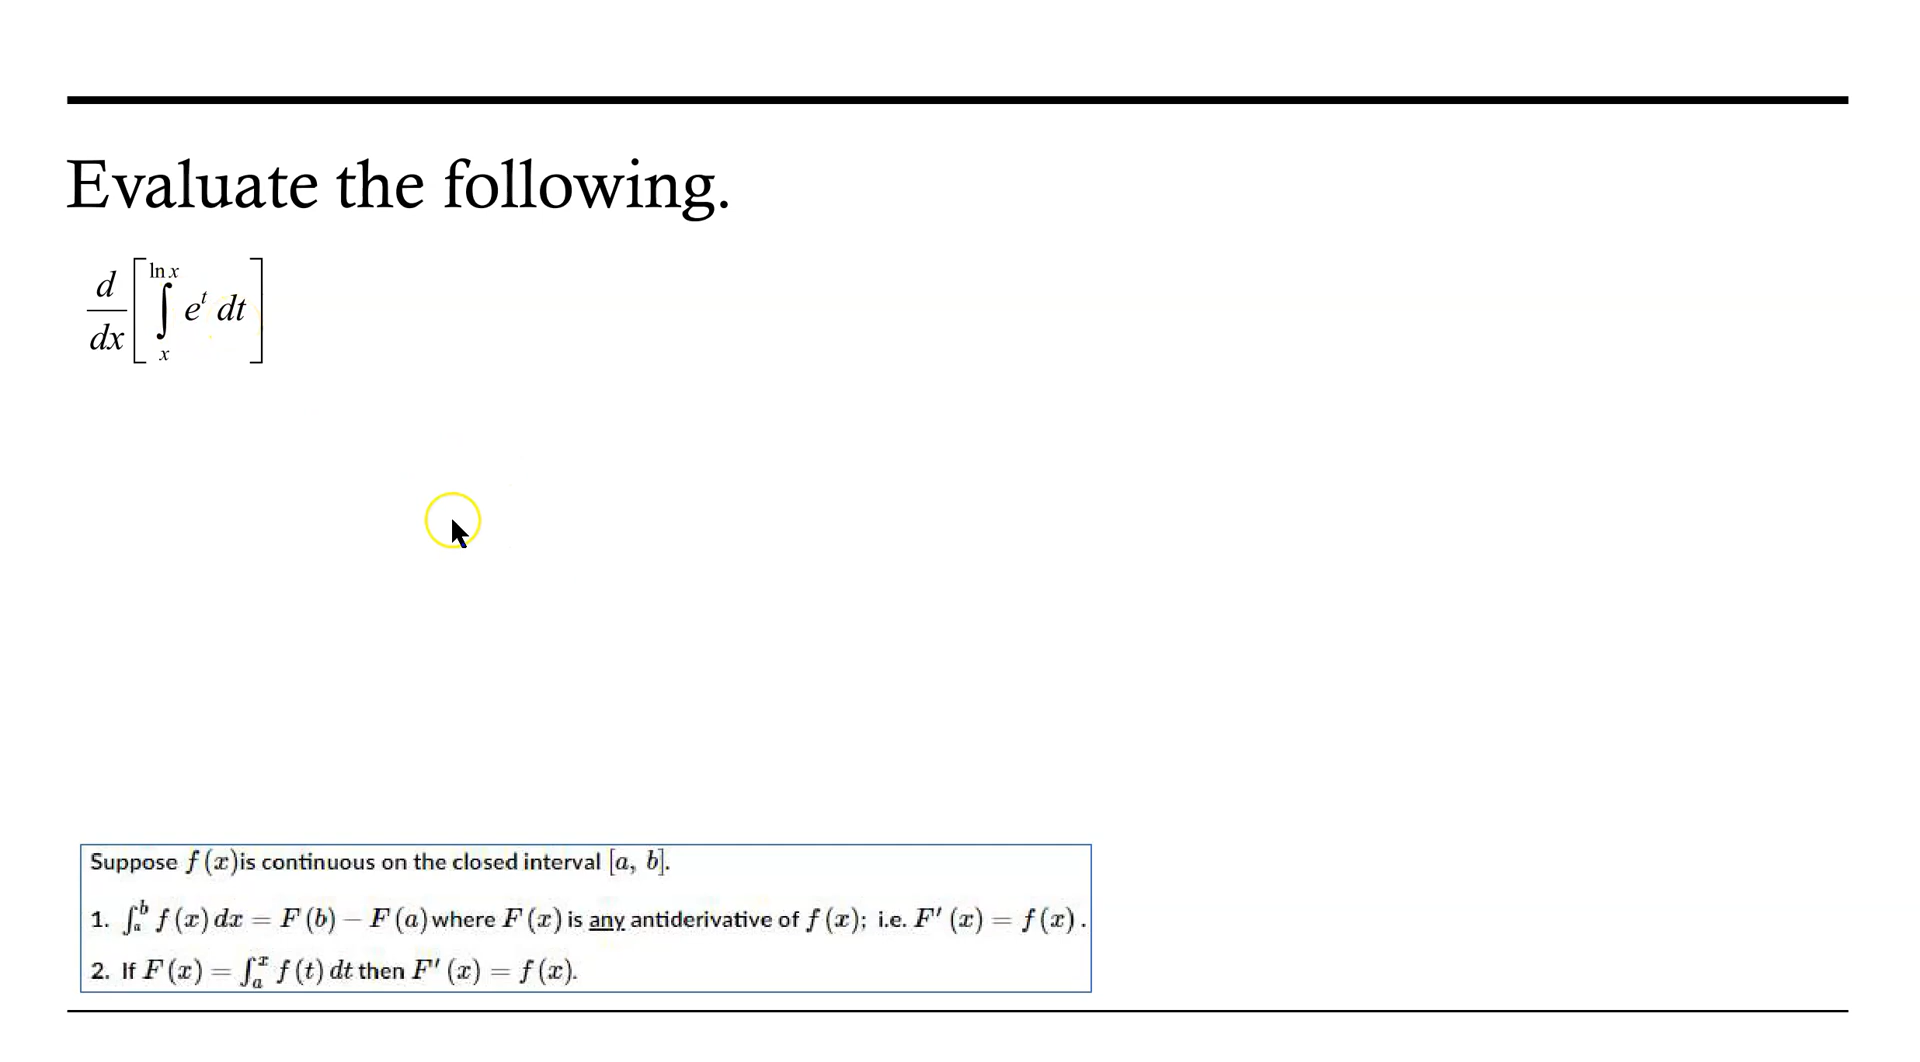 Evaluate the following.
d/dx [ ∫_x^{ln x} e^t dt ]
Suppose f (x)is continuous on the closed interval [a, b].
1. ∫_a^b f (x) dx = F (b) − F (a) where F (x) is any antiderivative of f (x); i.e. F′ (x) = f (x) .
2. If F (x) = ∫_a^x f (t) dt then F′ (x) = f (x).